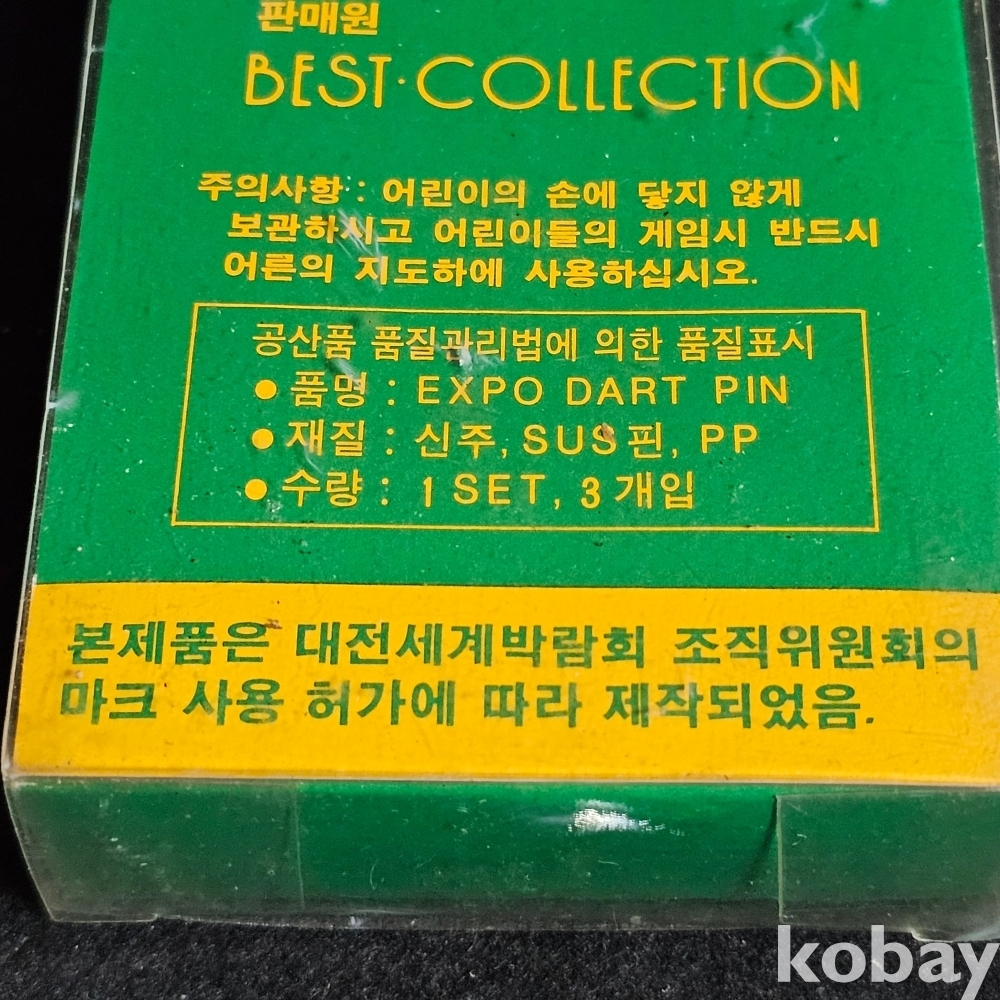 판매원
BEST·COLLECTION
주의사항 : 어린이의 손에 닿지 않게
보관하시고 어린이들의 게임시 반드시
어른의 지도하에 사용하십시오.
공산품 품질관리법에 의한 품질표시
● 품명 : EXPO DART PIN
● 재질 : 신주, SUS핀, PP
● 수량 : 1 SET, 3개입
본제품은 대전세계박람회 조직위원회의
마크 사용 허가에 따라 제작되었음.
kobay